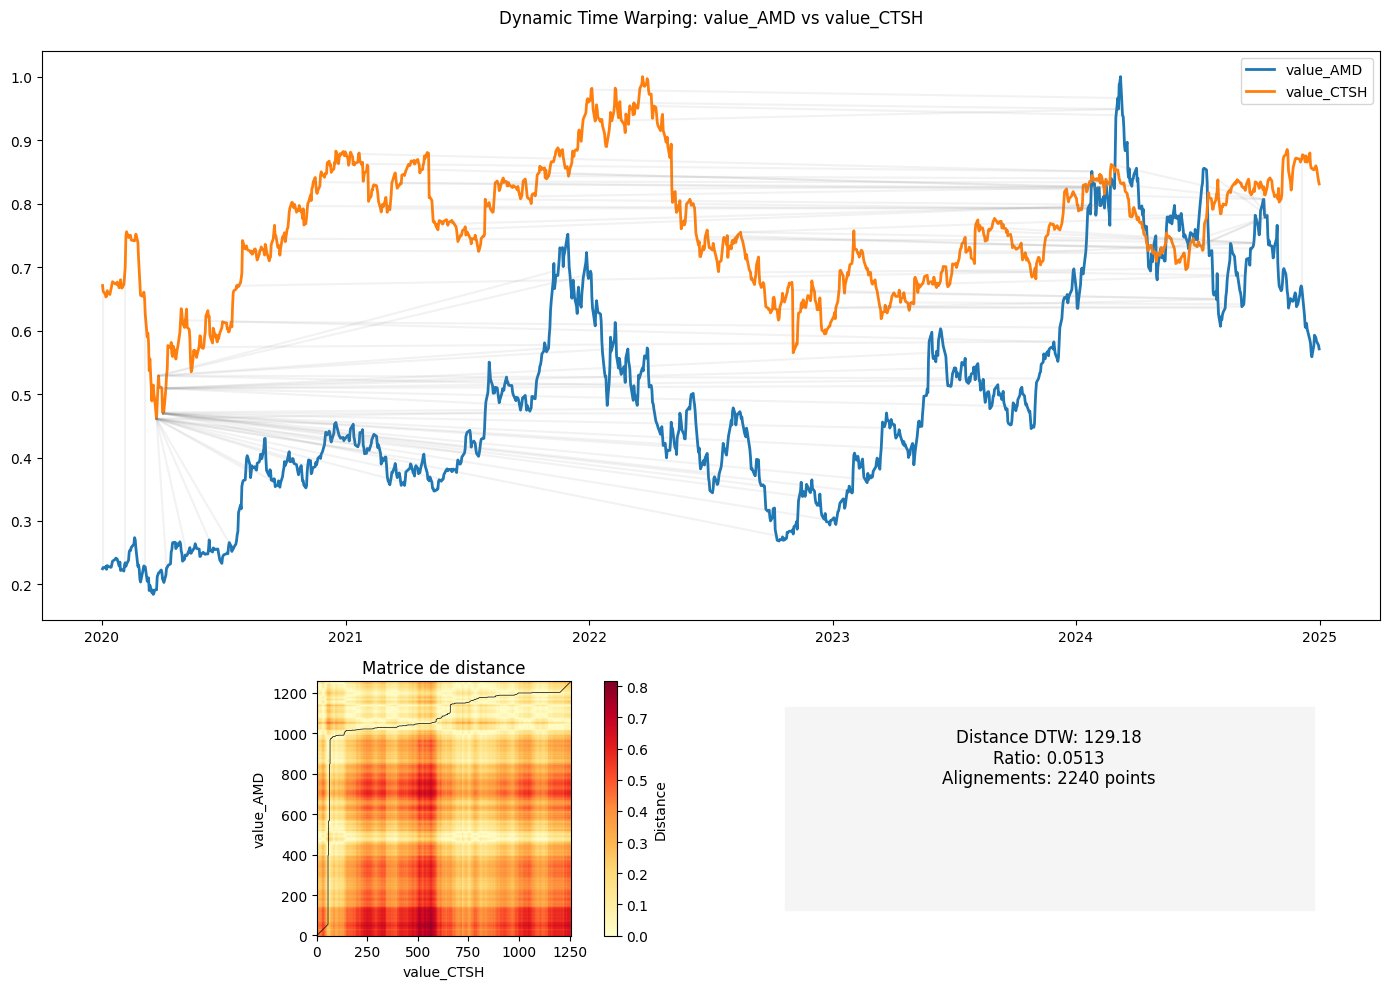 Dynamic Time Warping: value_AMD vs value_CTSH
value_AMD
value_CTSH
1.0
0.9
0.8
0.7
0.6
0.5
0.4
0.3
0.2
2020 2021 2022 2023 2024 2025
Matrice de distance
value_AMD
1200
1000
800
600
400
200
0
0 250 500 750 1000 1250
value_CTSH
0.8
0.7
0.6
0.5
0.4
0.3
0.2
0.1
0.0
Distance
Distance DTW: 129.18
Ratio: 0.0513
Alignements: 2240 points